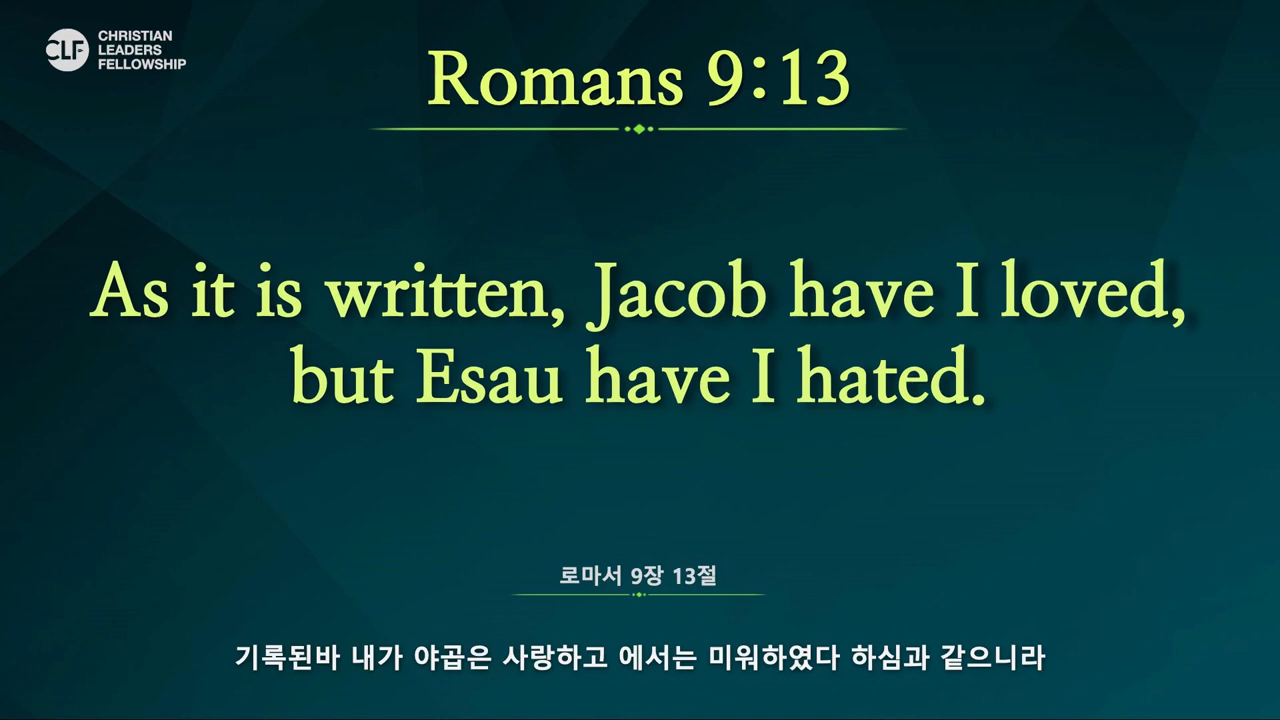 CLF
CHRISTIAN
LEADERS
FELLOWSHIP
Romans 9:13
As it is written, Jacob have I loved,
but Esau have I hated.
로마서 9장 13절
기록된바 내가 야곱은 사랑하고 에서는 미워하였다 하심과 같으니라